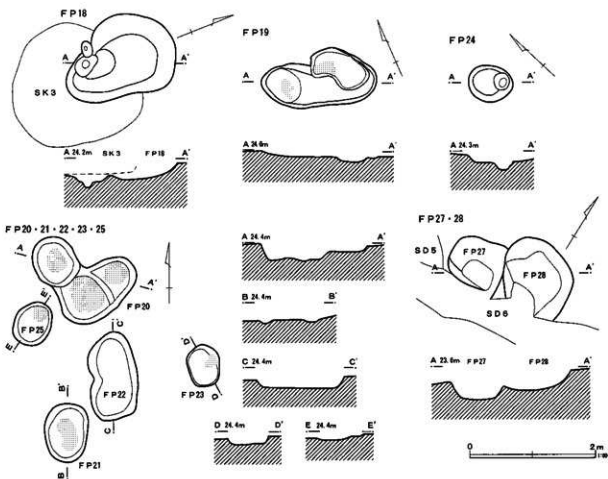 FP18
A
A'
SK3
A 24.2m SK3 FP18 A'
FP19
A
A'
A 24.6m A'
FP24
A
A'
A 24.3m A'
FP20・21・22・23・25
A
A'
FP20
E'
FP25
E
C'
FP22
C
B'
FP21
B
D'
FP23
D
A 24.4m A'
B 24.4m B'
C 24.4m C'
D 24.4m D'
E 24.4m E'
FP27・28
SD5
A
FP27
FP28
A'
SD6
A 23.6m FP27 FP28 A'
0 2m